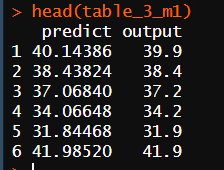 > head(table_3_m1)
predict output
1 40.14386 39.9
2 38.43824 38.4
3 37.06840 37.2
4 34.06648 34.2
5 31.84468 31.9
6 41.98520 41.9
>